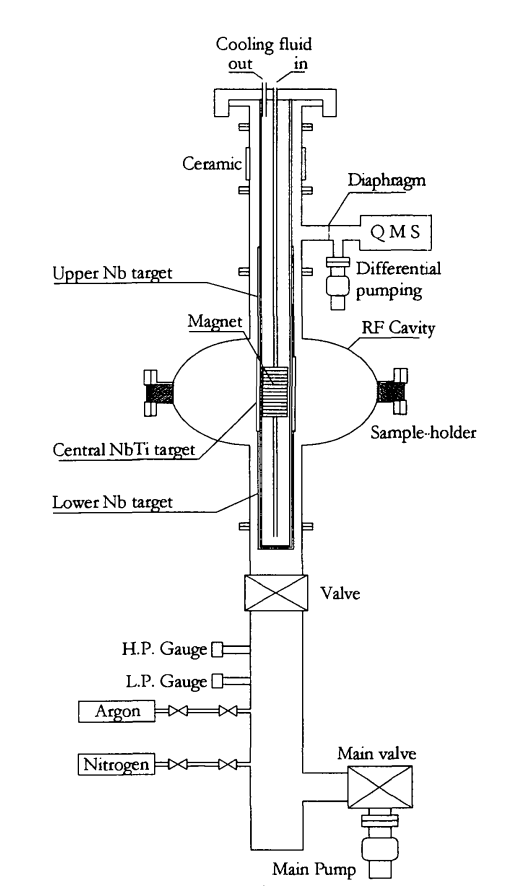 Cooling fluid
out in
Ceramic
Diaphragm
Q M S
Differential
pumping
Upper Nb target
Magnet
RF Cavity
Sample-holder
Central NbTi target
Lower Nb target
Valve
H.P. Gauge
L.P. Gauge
Argon
Nitrogen
Main valve
Main Pump